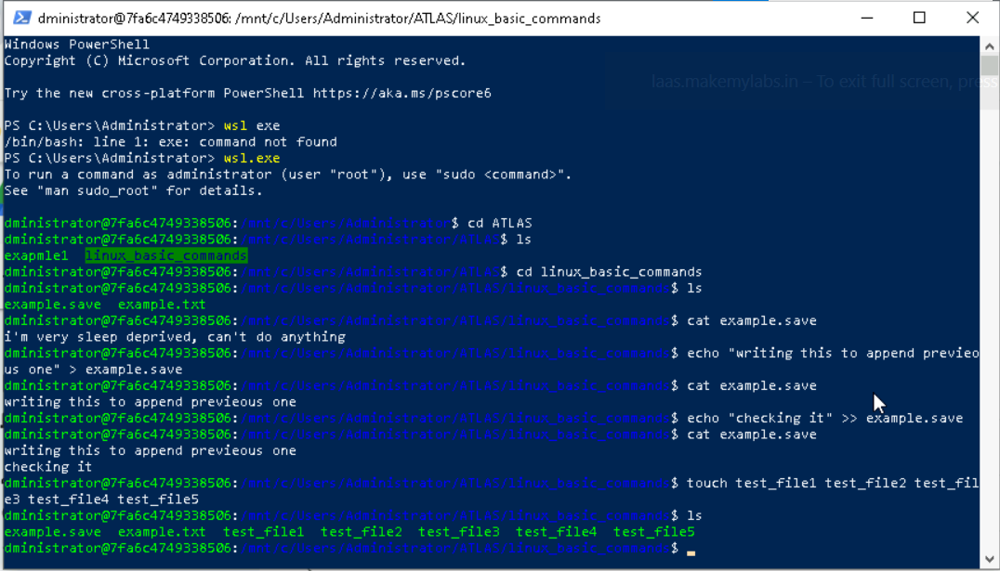 dministrator@7fa6c4749338506: /mnt/c/Users/Administrator/ATLAS/linux_basic_commands
Windows PowerShell
Copyright (C) Microsoft Corporation. All rights reserved.
Iaas.makemylabs.in – To exit full screen, press
Try the new cross-platform PowerShell https://aka.ms/pscore6
PS C:\Users\Administrator> wsl exe
/bin/bash: line 1: exe: command not found
PS C:\Users\Administrator> wsl.exe
To run a command as administrator (user "root"), use "sudo <command>".
See "man sudo_root" for details.
dministrator@7fa6c4749338506:/mnt/c/Users/Administrator$ cd ATLAS
dministrator@7fa6c4749338506:/mnt/c/Users/Administrator/ATLAS$ ls
exapmle1  linux_basic_commands
dministrator@7fa6c4749338506:/mnt/c/Users/Administrator/ATLAS$ cd linux_basic_commands
dministrator@7fa6c4749338506:/mnt/c/Users/Administrator/ATLAS/linux_basic_commands$ ls
example.save  example.txt
dministrator@7fa6c4749338506:/mnt/c/Users/Administrator/ATLAS/linux_basic_commands$ cat example.save
i'm very sleep deprived, can't do anything
dministrator@7fa6c4749338506:/mnt/c/Users/Administrator/ATLAS/linux_basic_commands$ echo "writing this to append previeo
us one" > example.save
dministrator@7fa6c4749338506:/mnt/c/Users/Administrator/ATLAS/linux_basic_commands$ cat example.save
writing this to append previeous one
dministrator@7fa6c4749338506:/mnt/c/Users/Administrator/ATLAS/linux_basic_commands$ echo "checking it" >> example.save
dministrator@7fa6c4749338506:/mnt/c/Users/Administrator/ATLAS/linux_basic_commands$ cat example.save
writing this to append previeous one
checking it
dministrator@7fa6c4749338506:/mnt/c/Users/Administrator/ATLAS/linux_basic_commands$ touch test_file1 test_file2 test_fil
e3 test_file4 test_file5
dministrator@7fa6c4749338506:/mnt/c/Users/Administrator/ATLAS/linux_basic_commands$ ls
example.save  example.txt  test_file1  test_file2  test_file3  test_file4  test_file5
dministrator@7fa6c4749338506:/mnt/c/Users/Administrator/ATLAS/linux_basic_commands$